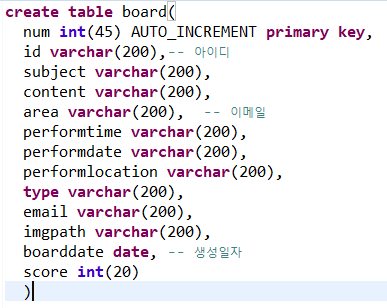 create table board(
num int(45) AUTO_INCREMENT primary key,
id varchar(200),-- 아이디
subject varchar(200),
content varchar(200),
area varchar(200),  -- 이메일
performtime varchar(200),
performdate varchar(200),
performlocation varchar(200),
type varchar(200),
email varchar(200),
imgpath varchar(200),
boarddate date, -- 생성일자
score int(20)
)